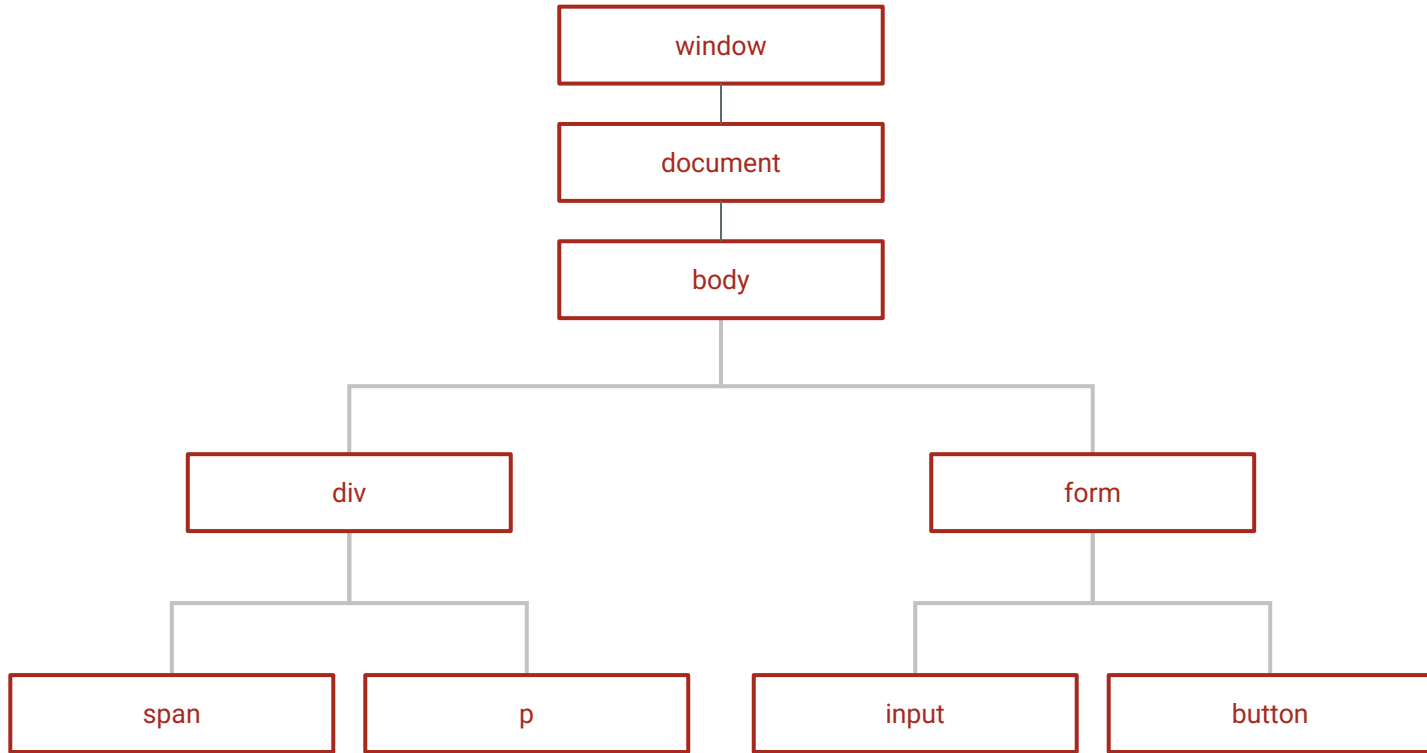 window
document
body
div
form
span
p
input
button